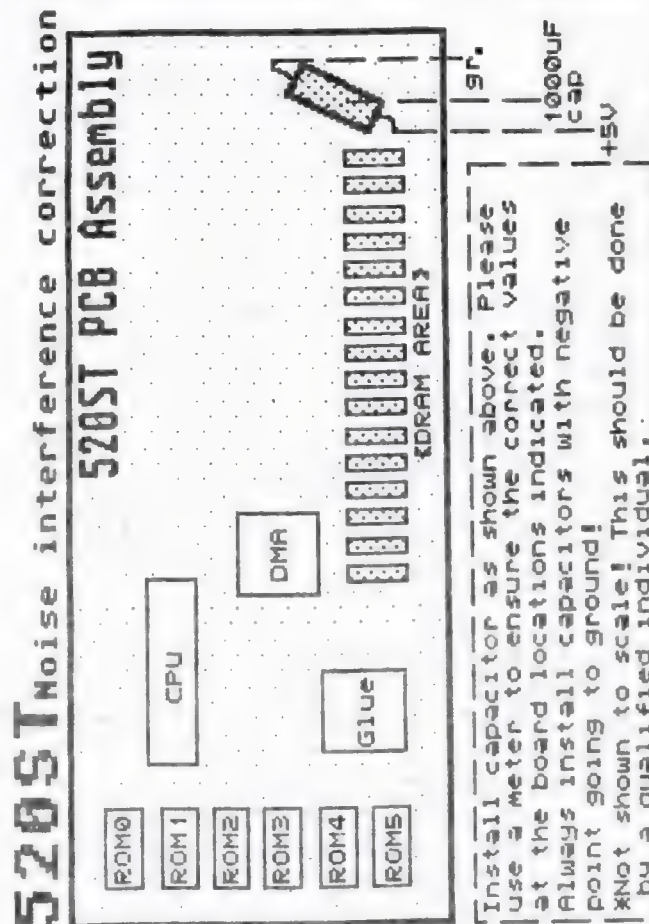 520ST Noise interference correction
520ST PCB Assembly
ROM0
ROM1
ROM2
ROM3
ROM4
ROM5
CPU
Glue
DMA
*DRAM AREA*
gr.
1000uF
cap
+5V
Install capacitor as shown above. Please
use a meter to ensure the correct values
at the board locations indicated.
Always install capacitors with negative
point going to ground!
*Not shown to scale! This should be done
by a qualified individual.